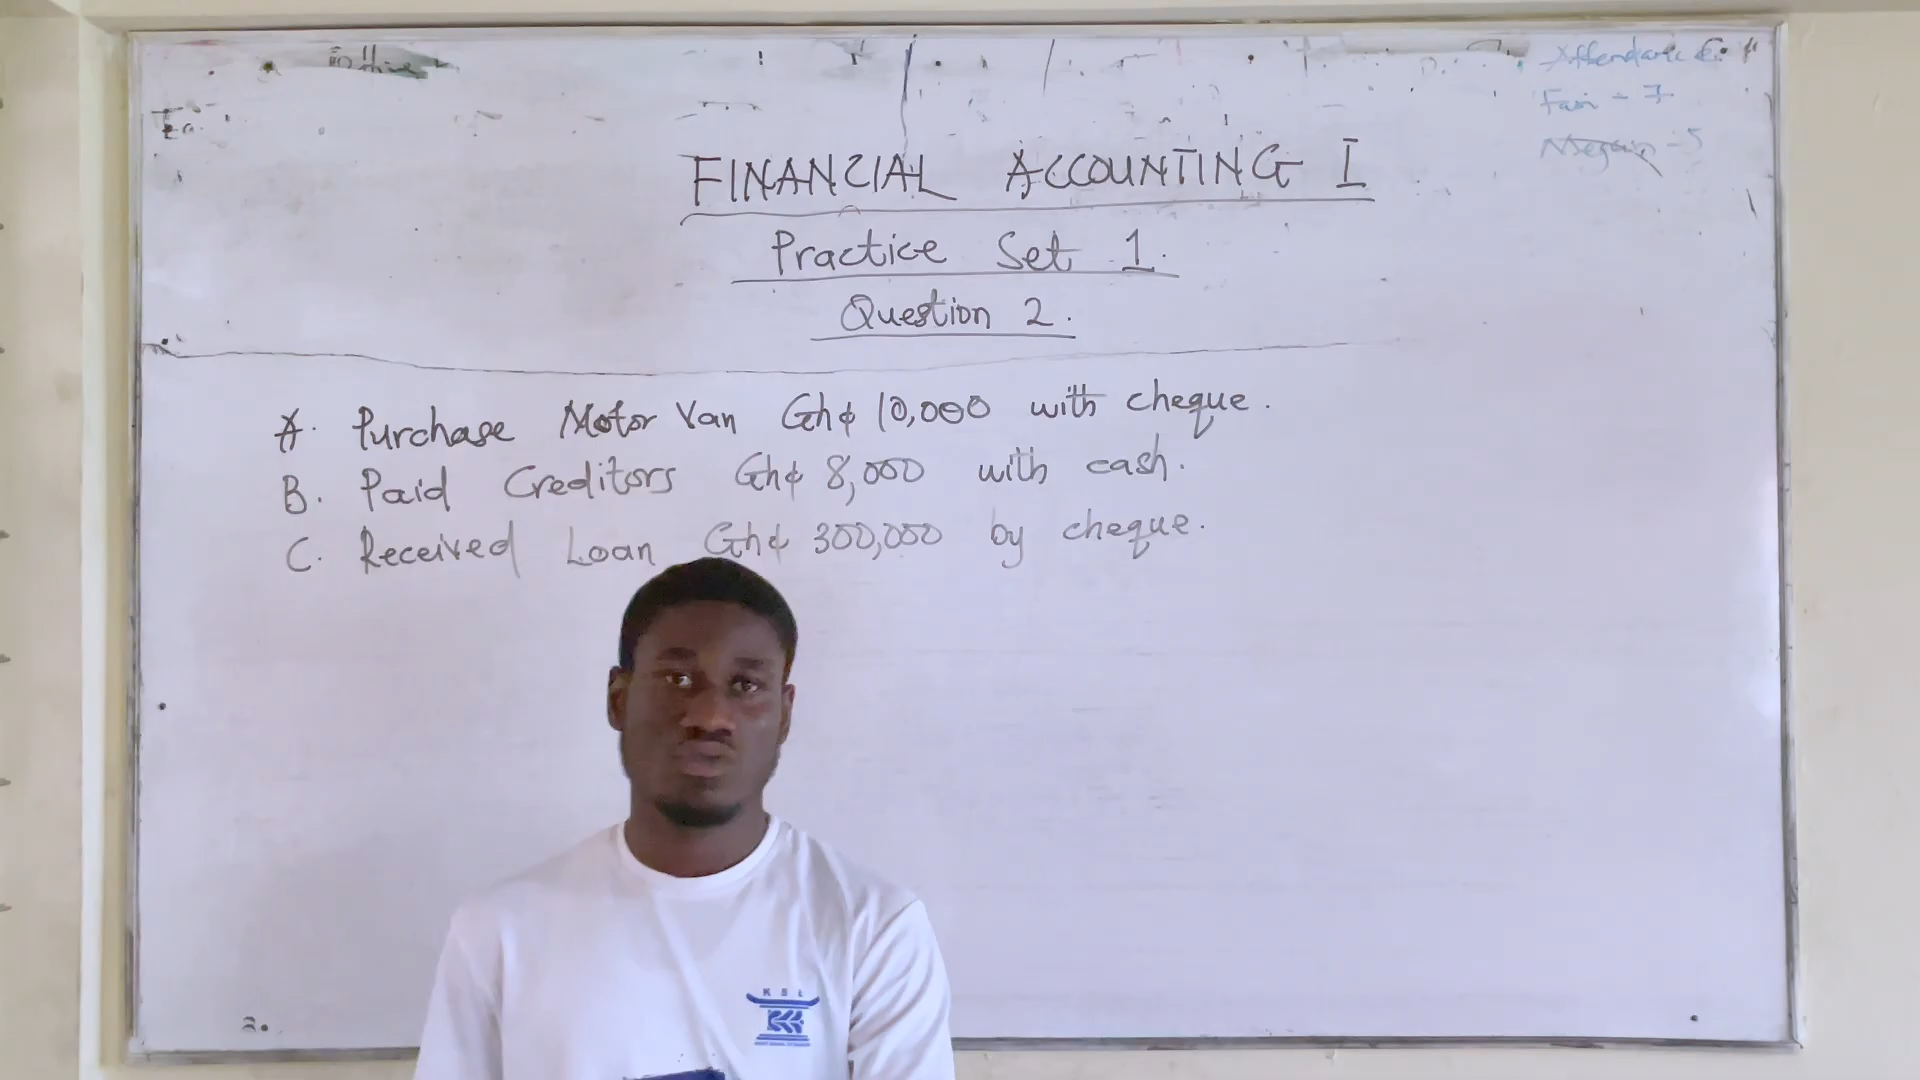 Attendance
FINANCIAL ACCOUNTING I
Practice Set 1.
Question 2.
A. Purchase Motor Van Gh¢ 10,000 with cheque.
B. Paid Creditors Gh¢ 8,000 with cash.
C. Received Loan Gh¢ 300,000 by cheque.
K S L